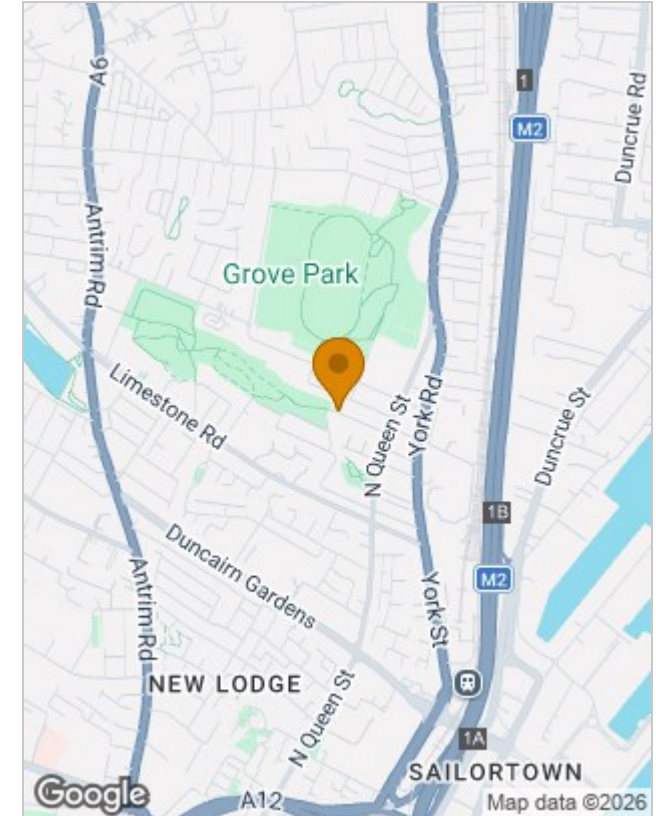 A6
1
M2
Duncrue Rd
Antrim Rd
Grove Park
Limestone Rd
York Rd
N Queen St
Duncrue St
1B
Duncairn Gardens
M2
Antrim Rd
York St
NEW LODGE
N Queen St
1A
SAILORTOWN
Google
A12
Map data ©2026